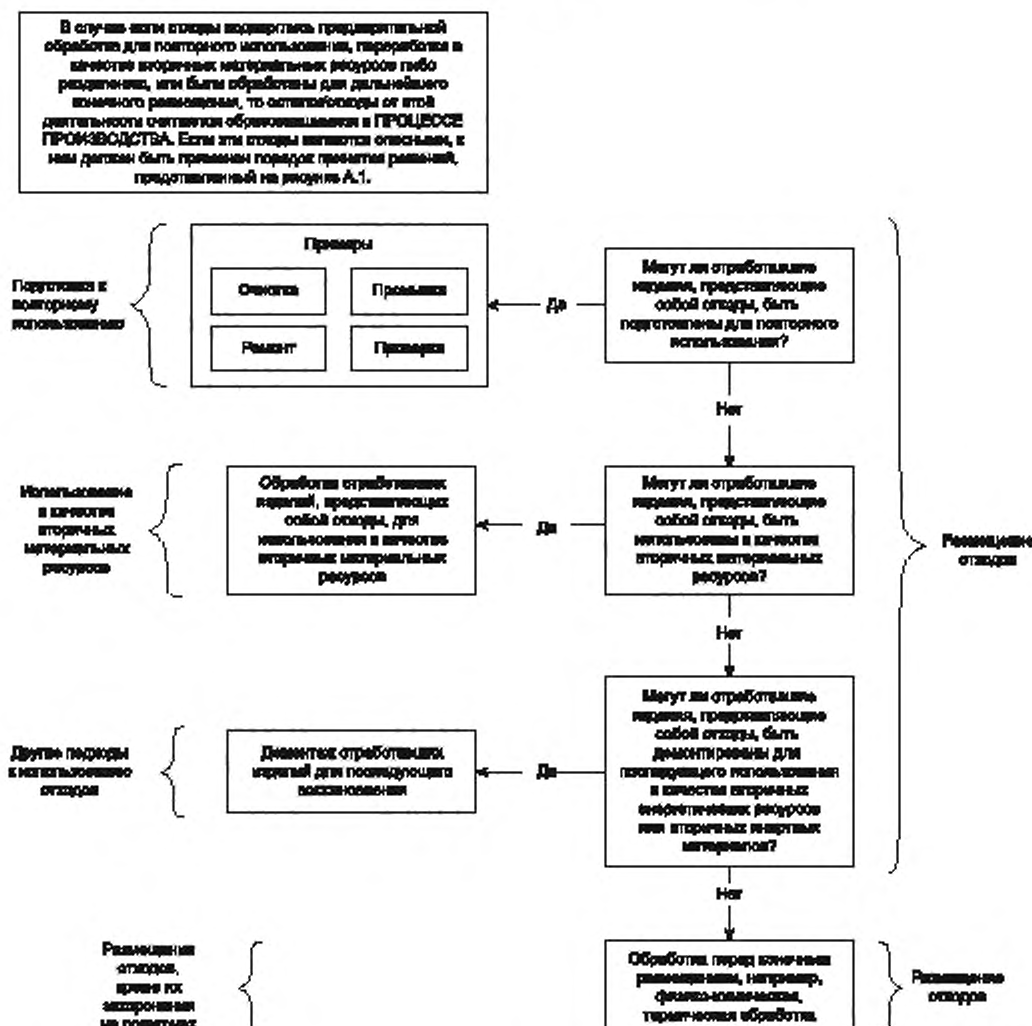 В случае если отходы подверглись предварительной
обработке для повторного использования, переработке в
качестве вторичных материальных ресурсов либо
разделению, или были обработаны для дальнейшего
конечного размещения, то остатки/отходы от этой
деятельности считаются образовавшимися в ПРОЦЕССЕ
ПРОИЗВОДСТВА. Если эти отходы являются опасными, к
ним должен быть применен порядок принятия решений,
представленный на рисунке А.1.
Подготовка к
повторному
использованию
Примеры
Очистка
Промывка
Ремонт
Проверка
Да
Могут ли отработавшие
изделия, представляющие
собой отходы, быть
подготовлены для повторного
использования?
Нет
Использование
в качестве
вторичных
материальных
ресурсов
Обработка отработавших
изделий, представляющих
собой отходы, для
использования в качестве
вторичных материальных
ресурсов
Да
Могут ли отработавшие
изделия, представляющие
собой отходы, быть
использованы в качестве
вторичных материальных
ресурсов?
Размещение
отходов
Нет
Другие подходы
к использованию
отходов
Демонтаж отработавших
изделий для последующего
Да
Могут ли отработавшие
изделия, представляющие
собой отходы, быть
демонтированы для
последующего использования
в качестве вторичных
энергетических ресурсов
или вторичных инертных
материалов?
Нет
Размещение
отходов,
кроме их
захоронения
на полигонах
Обработка перед конечным
размещением, например,
физико-химическая,
термическая обработка
Размещение
отходов